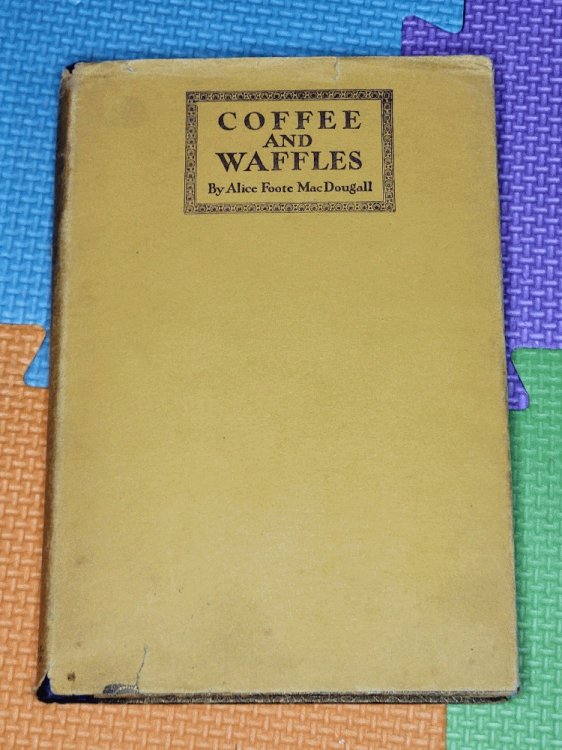 COFFEE
AND
WAFFLES
By Alice Foote MacDougall